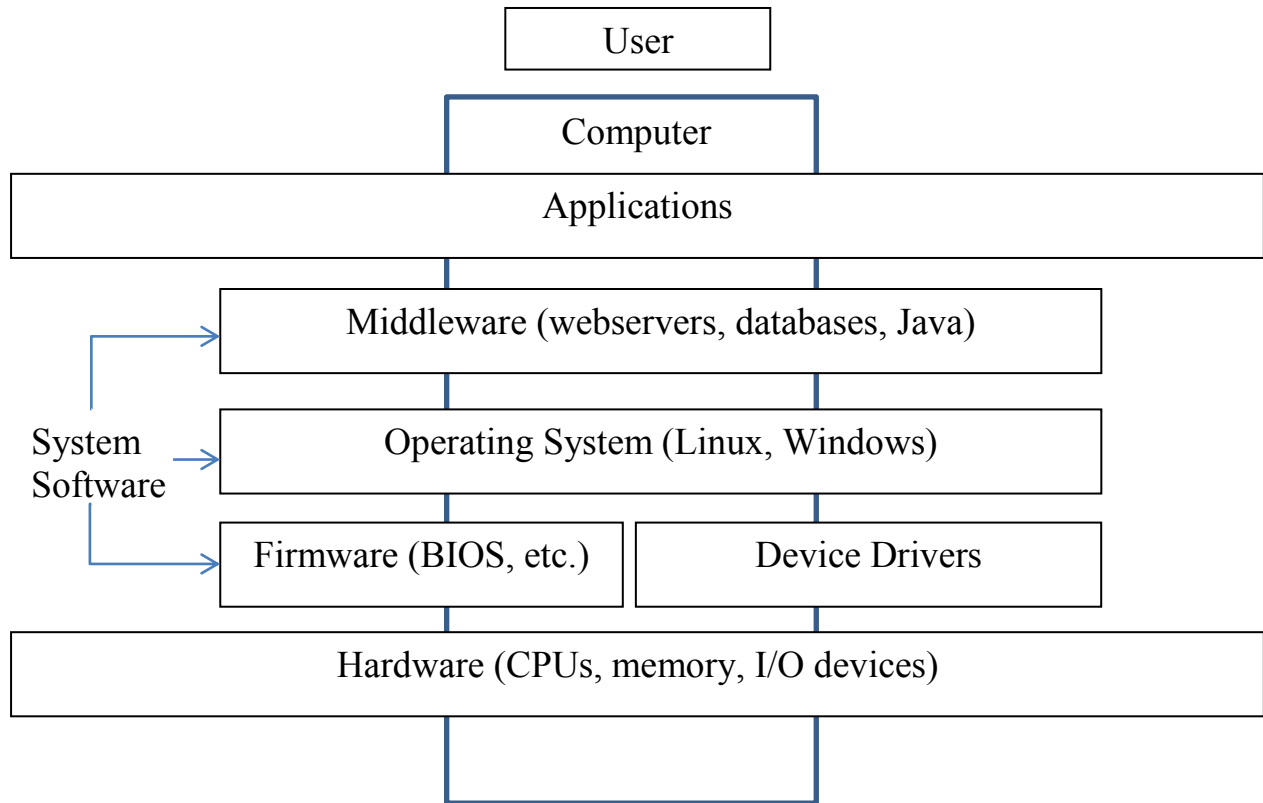 User
Computer
Applications
Middleware (webservers, databases, Java)
Operating System (Linux, Windows)
System
Software
Firmware (BIOS, etc.)
Device Drivers
Hardware (CPUs, memory, I/O devices)